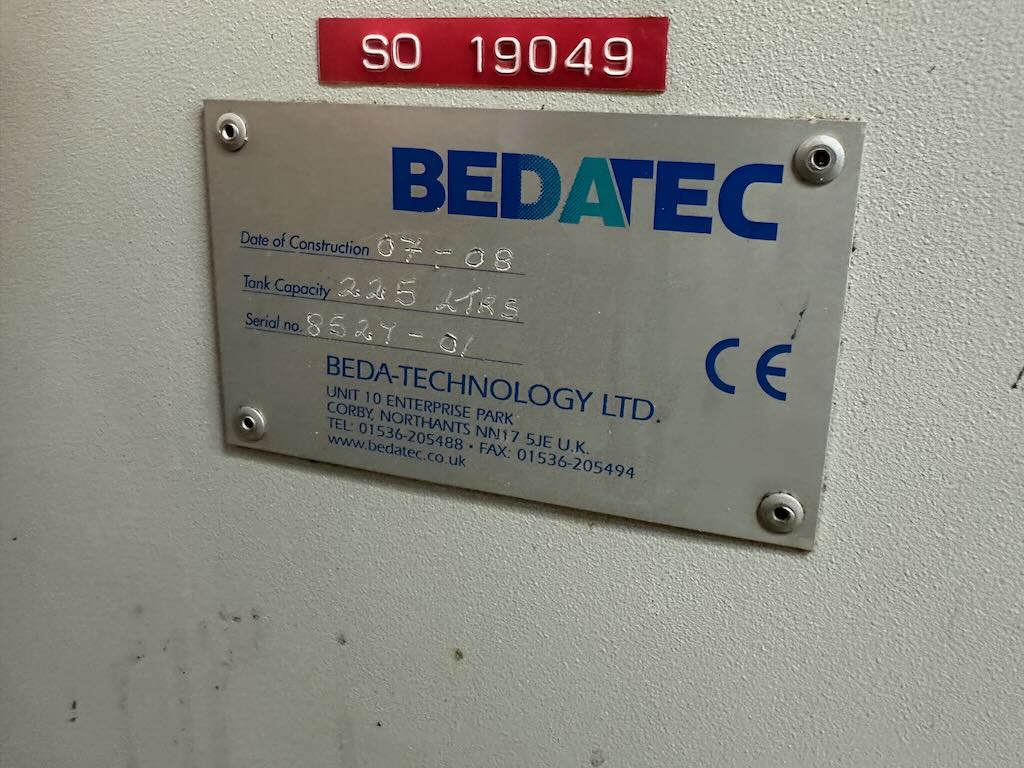 SO 19049
BEDATEC
Date of Construction 07-08
Tank Capacity 225 LTRS
Serial no. 8527-01
CE
BEDA-TECHNOLOGY LTD.
UNIT 10 ENTERPRISE PARK
CORBY, NORTHANTS NN17 5JE U.K.
TEL: 01536-205488 • FAX: 01536-205494
www.bedatec.co.uk